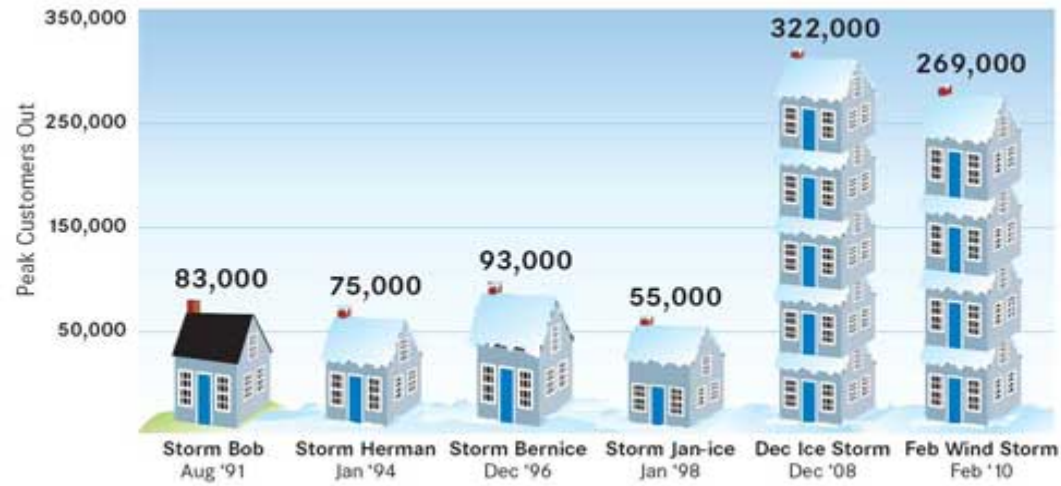 350,000
250,000
150,000
50,000
Peak Customers Out
83,000
75,000
93,000
55,000
322,000
269,000
Storm Bob
Aug '91
Storm Herman
Jan '94
Storm Bernice
Dec '96
Storm Jan-ice
Jan '98
Dec Ice Storm
Dec '08
Feb Wind Storm
Feb '10